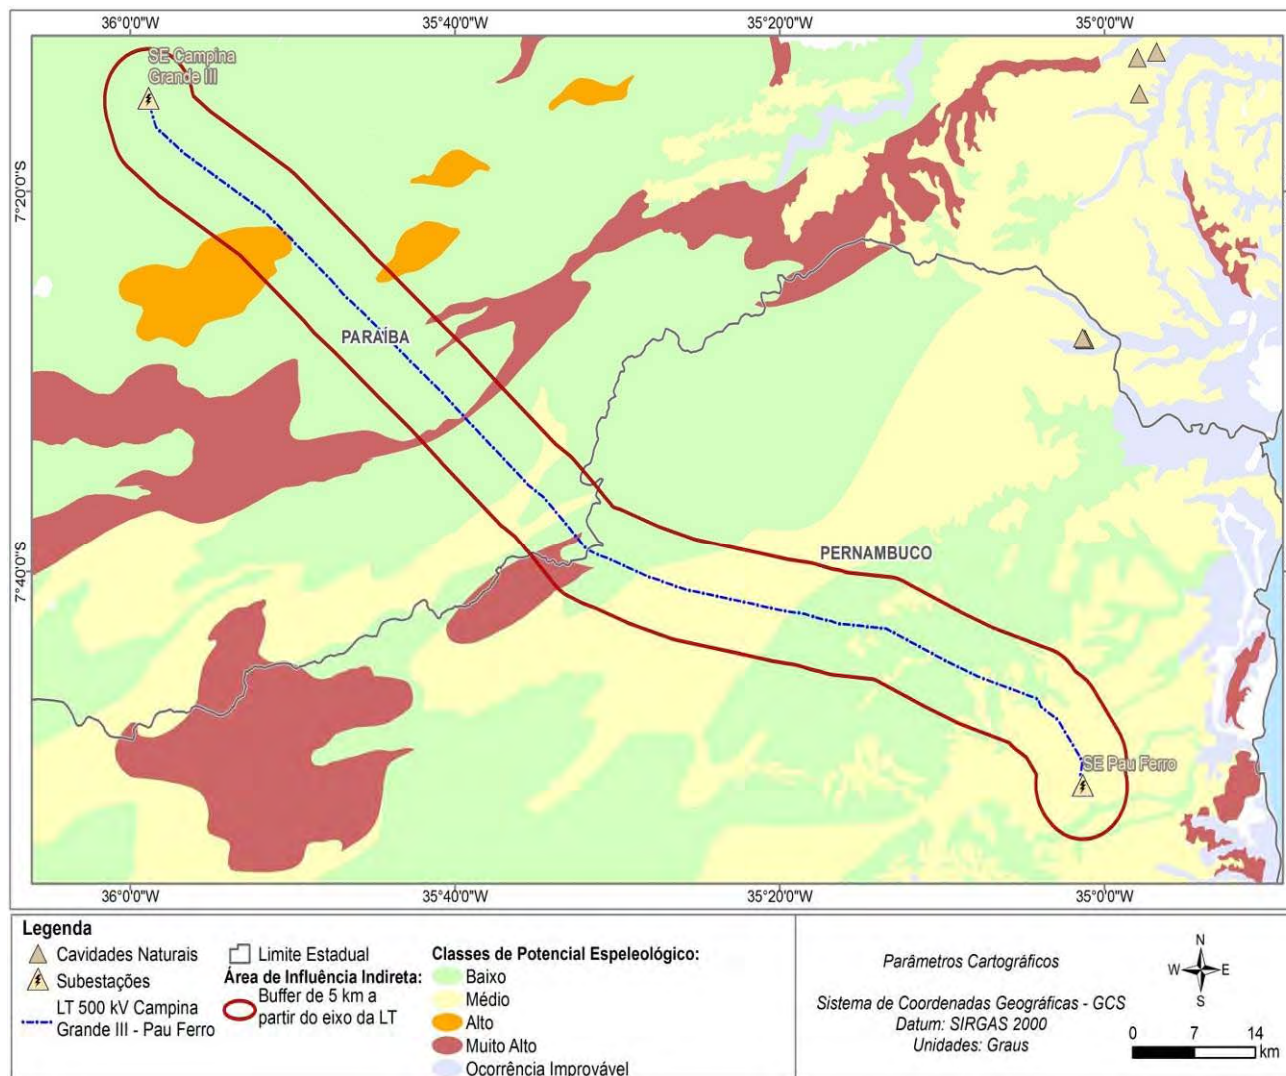 36°0'0"W 35°40'0"W 35°20'0"W 35°0'0"W
SE Campina
Grande III
7°20'0"S
PARAÍBA
7°40'0"S
PERNAMBUCO
SE Pau Ferro
36°0'0"W 35°40'0"W 35°20'0"W 35°0'0"W
Legenda
Cavidades Naturais
Subestações
LT 500 kV Campina
Grande III - Pau Ferro
Limite Estadual
Área de Influência Indireta:
Buffer de 5 km a
partir do eixo da LT
Classes de Potencial Espeleológico:
Baixo
Médio
Alto
Muito Alto
Ocorrência Improvável
Parâmetros Cartográficos
Sistema de Coordenadas Geográficas - GCS
Datum: SIRGAS 2000
Unidades: Graus
N
W E
S
0 7 14
km